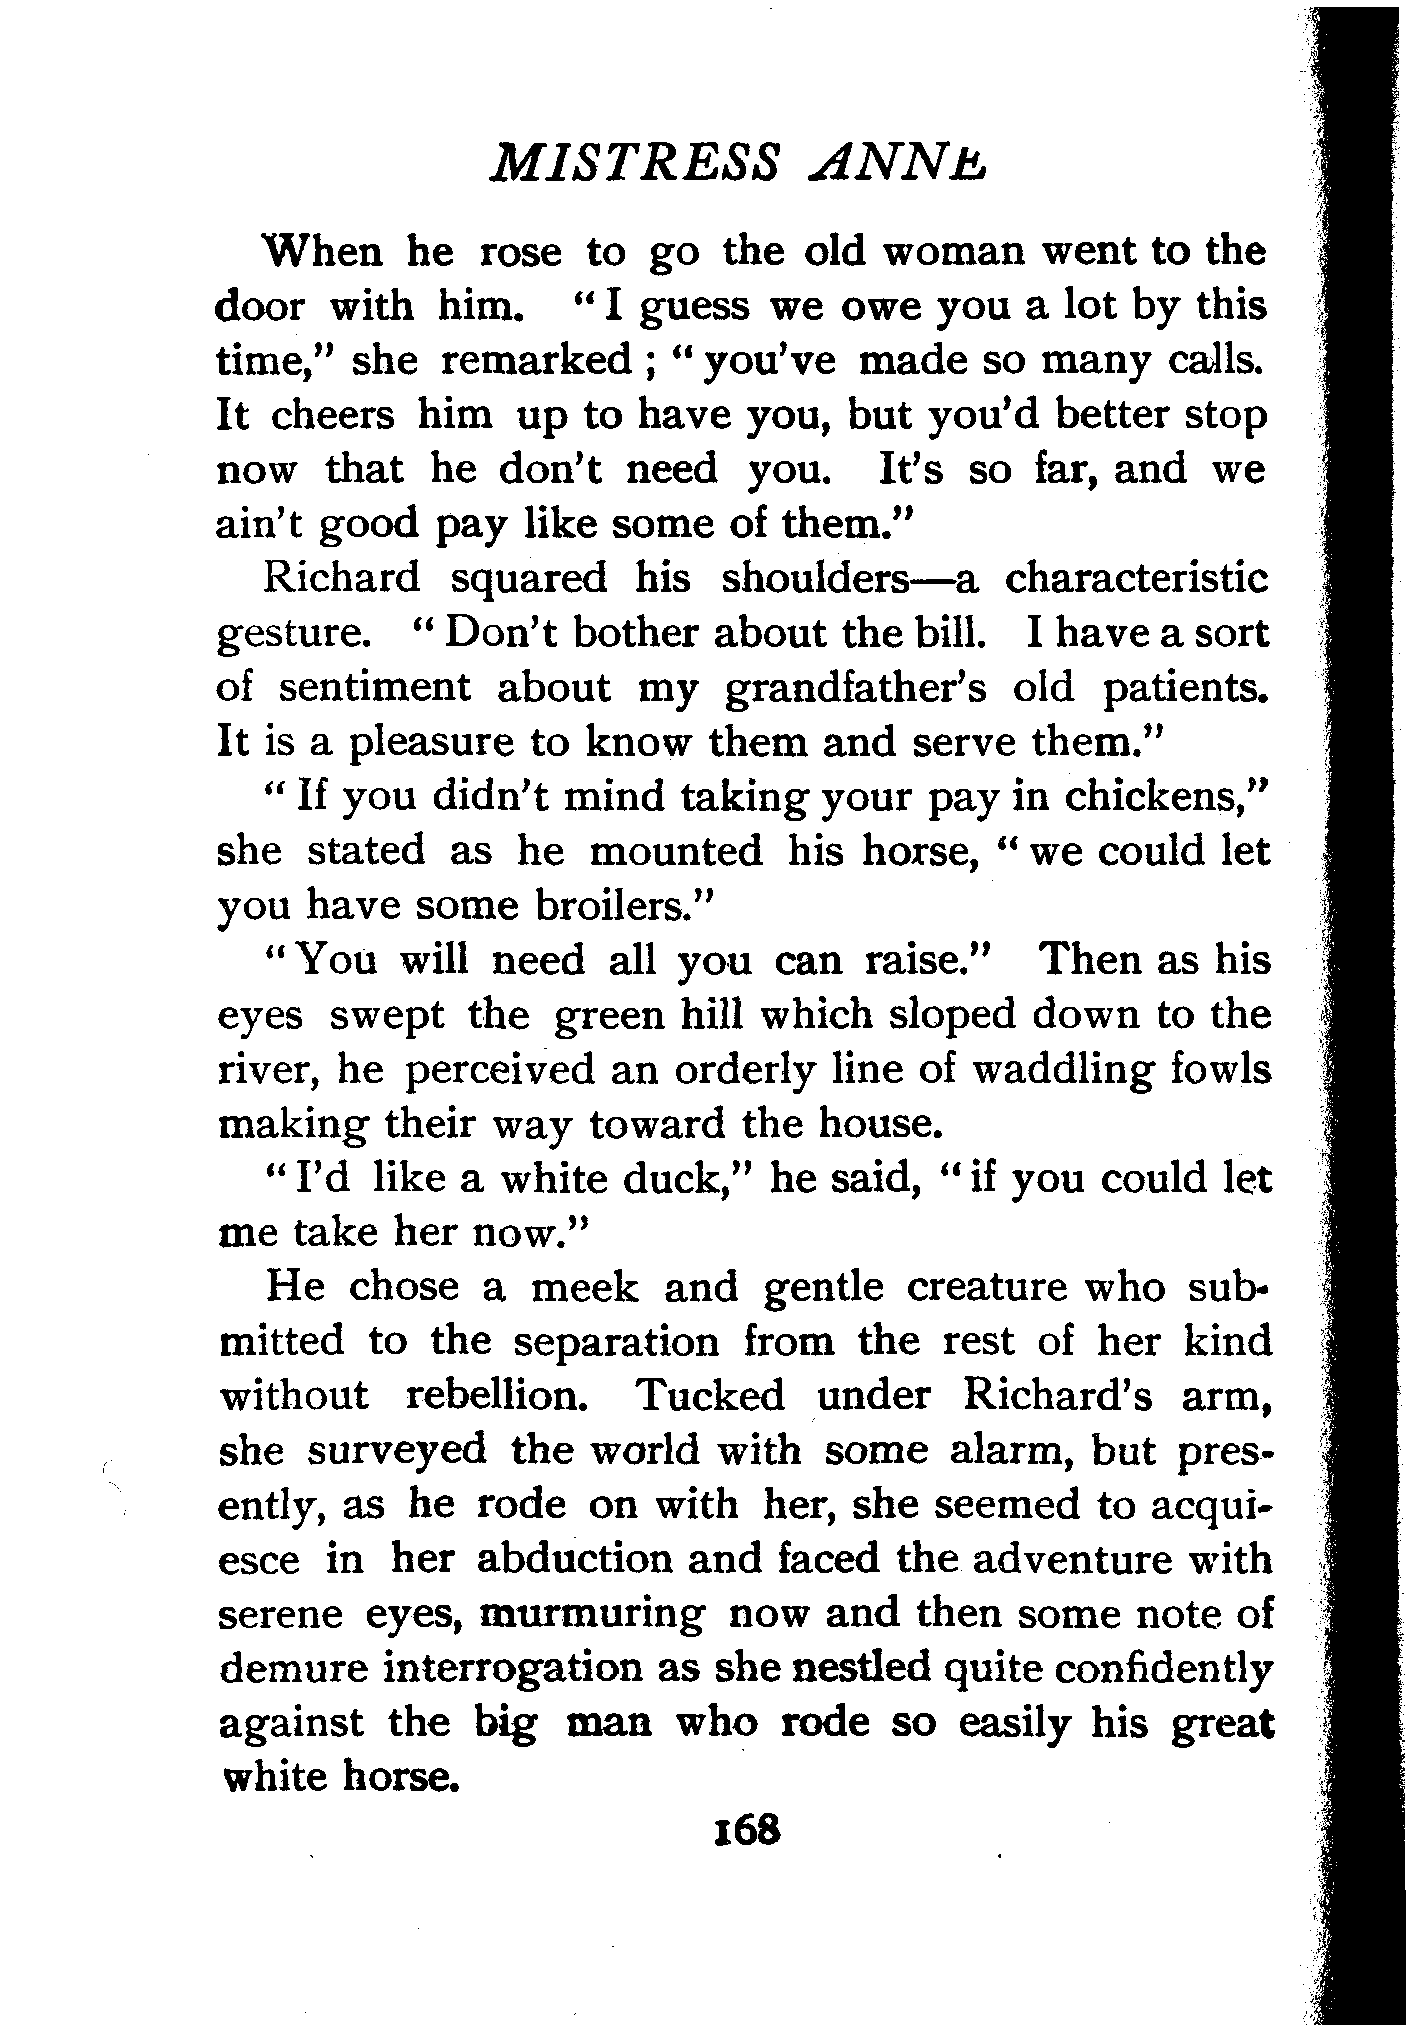 MISTRESS ANNE
When he rose to go the old woman went to the
door with him. "I guess we owe you a lot by this
time," she remarked; "you've made so many calls.
It cheers him up to have you, but you'd better stop
now that he don't need you. It's so far, and we
ain't good pay like some of them."
Richard squared his shoulders—a characteristic
gesture. "Don't bother about the bill. I have a sort
of sentiment about my grandfather's old patients.
It is a pleasure to know them and serve them."
"If you didn't mind taking your pay in chickens,"
she stated as he mounted his horse, "we could let
you have some broilers."
"You will need all you can raise." Then as his
eyes swept the green hill which sloped down to the
river, he perceived an orderly line of waddling fowls
making their way toward the house.
"I'd like a white duck," he said, "if you could let
me take her now."
He chose a meek and gentle creature who sub-
mitted to the separation from the rest of her kind
without rebellion. Tucked under Richard's arm,
she surveyed the world with some alarm, but pres-
ently, as he rode on with her, she seemed to acqui-
esce in her abduction and faced the adventure with
serene eyes, murmuring now and then some note of
demure interrogation as she nestled quite confidently
against the big man who rode so easily his great
white horse.
168